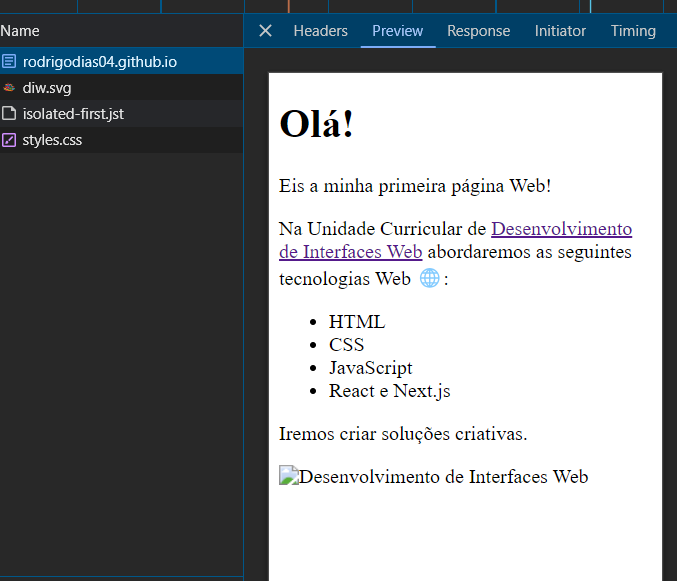 Name
Headers
Preview
Response
Initiator
Timing
rodrigodias04.github.io
diw.svg
isolated-first.jst
styles.css
Olá!
Eis a minha primeira página Web!
Na Unidade Curricular de Desenvolvimento
de Interfaces Web abordaremos as seguintes
tecnologias Web 🌐 :
• HTML
• CSS
• JavaScript
• React e Next.js
Iremos criar soluções criativas.
Desenvolvimento de Interfaces Web